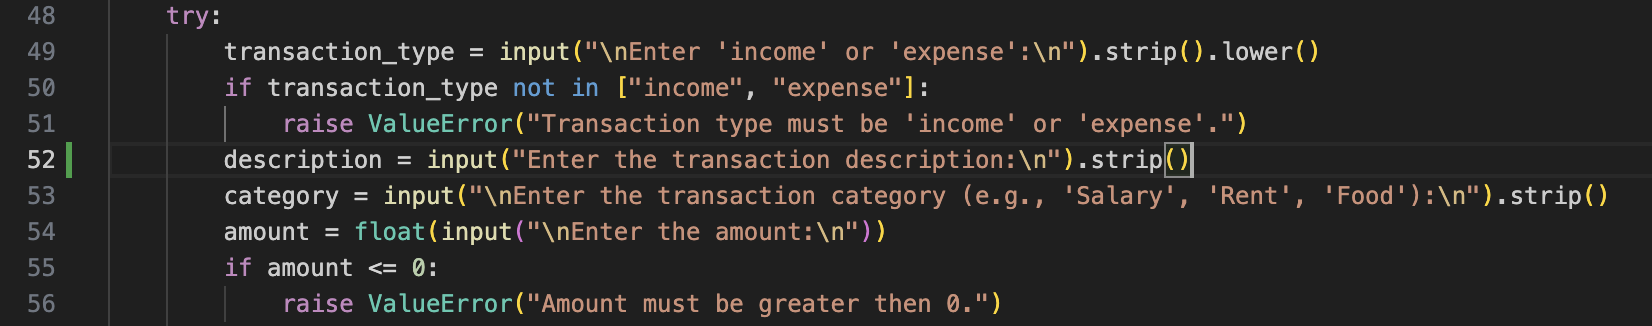 48 try:
49 transaction_type = input("\nEnter 'income' or 'expense':\n").strip().lower()
50 if transaction_type not in ["income", "expense"]:
51 raise ValueError("Transaction type must be 'income' or 'expense'.")
52 description = input("Enter the transaction description:\n").strip()
53 category = input("\nEnter the transaction category (e.g., 'Salary', 'Rent', 'Food'):\n").strip()
54 amount = float(input("\nEnter the amount:\n"))
55 if amount <= 0:
56 raise ValueError("Amount must be greater then 0.")